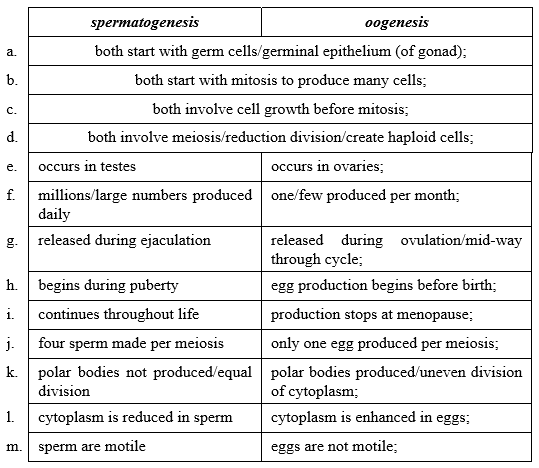 spermatogenesis oogenesis
a. both start with germ cells/germinal epithelium (of gonad);
b. both start with mitosis to produce many cells;
c. both involve cell growth before mitosis;
d. both involve meiosis/reduction division/create haploid cells;
e. occurs in testes occurs in ovaries;
f. millions/large numbers produced one/few produced per month;
daily
g. released during ejaculation released during ovulation/mid-way
through cycle;
h. begins during puberty egg production begins before birth;
i. continues throughout life production stops at menopause;
j. four sperm made per meiosis only one egg produced per meiosis;
k. polar bodies not produced/equal polar bodies produced/uneven division
division of cytoplasm;
l. cytoplasm is reduced in sperm cytoplasm is enhanced in eggs;
m. sperm are motile eggs are not motile;